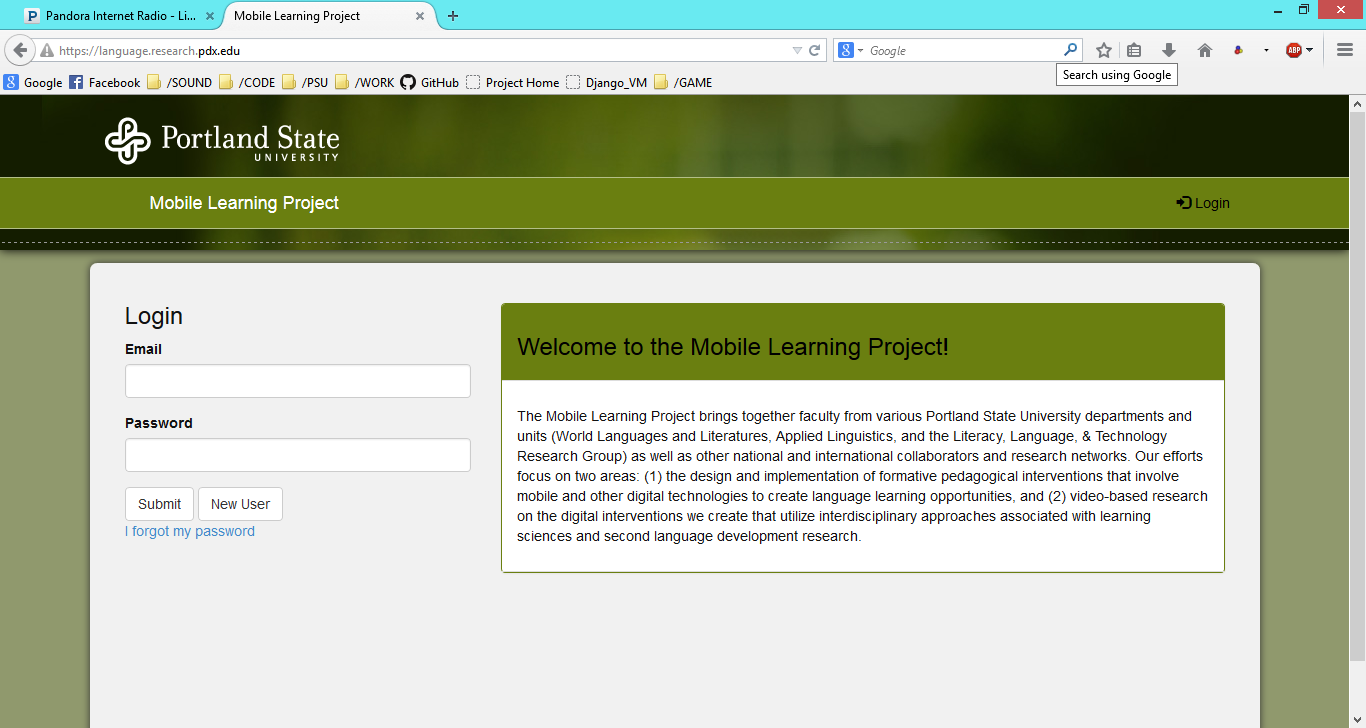 Pandora Internet Radio - Li...
Mobile Learning Project
https://language.research.pdx.edu
Google
Search using Google
Google Facebook /SOUND /CODE /PSU /WORK GitHub Project Home Django_VM /GAME
Portland State
UNIVERSITY
Mobile Learning Project
Login
Login
Email
Password
Submit
New User
I forgot my password
Welcome to the Mobile Learning Project!
The Mobile Learning Project brings together faculty from various Portland State University departments and
units (World Languages and Literatures, Applied Linguistics, and the Literacy, Language, & Technology
Research Group) as well as other national and international collaborators and research networks. Our efforts
focus on two areas: (1) the design and implementation of formative pedagogical interventions that involve
mobile and other digital technologies to create language learning opportunities, and (2) video-based research
on the digital interventions we create that utilize interdisciplinary approaches associated with learning
sciences and second language development research.